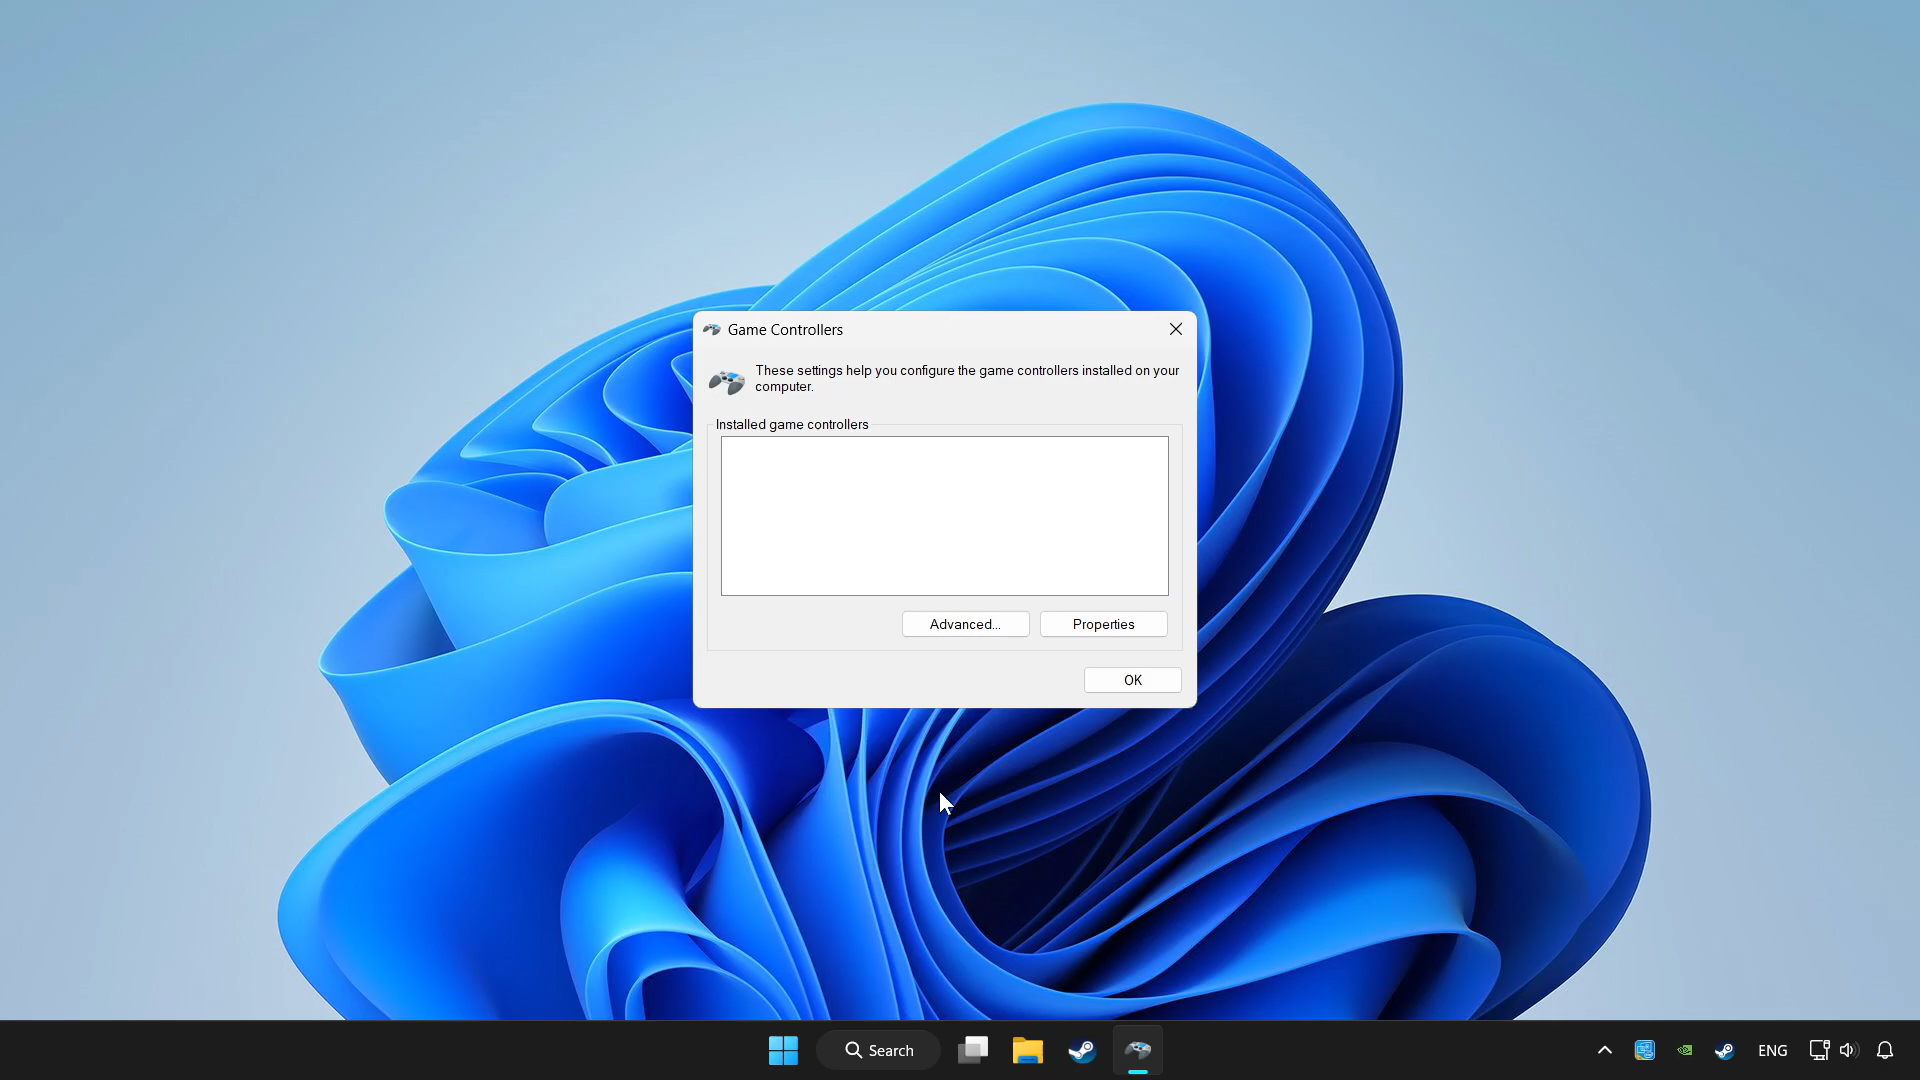 Game Controllers
These settings help you configure the game controllers installed on your
computer.
Installed game controllers
Advanced...
Properties
OK
Search
ENG